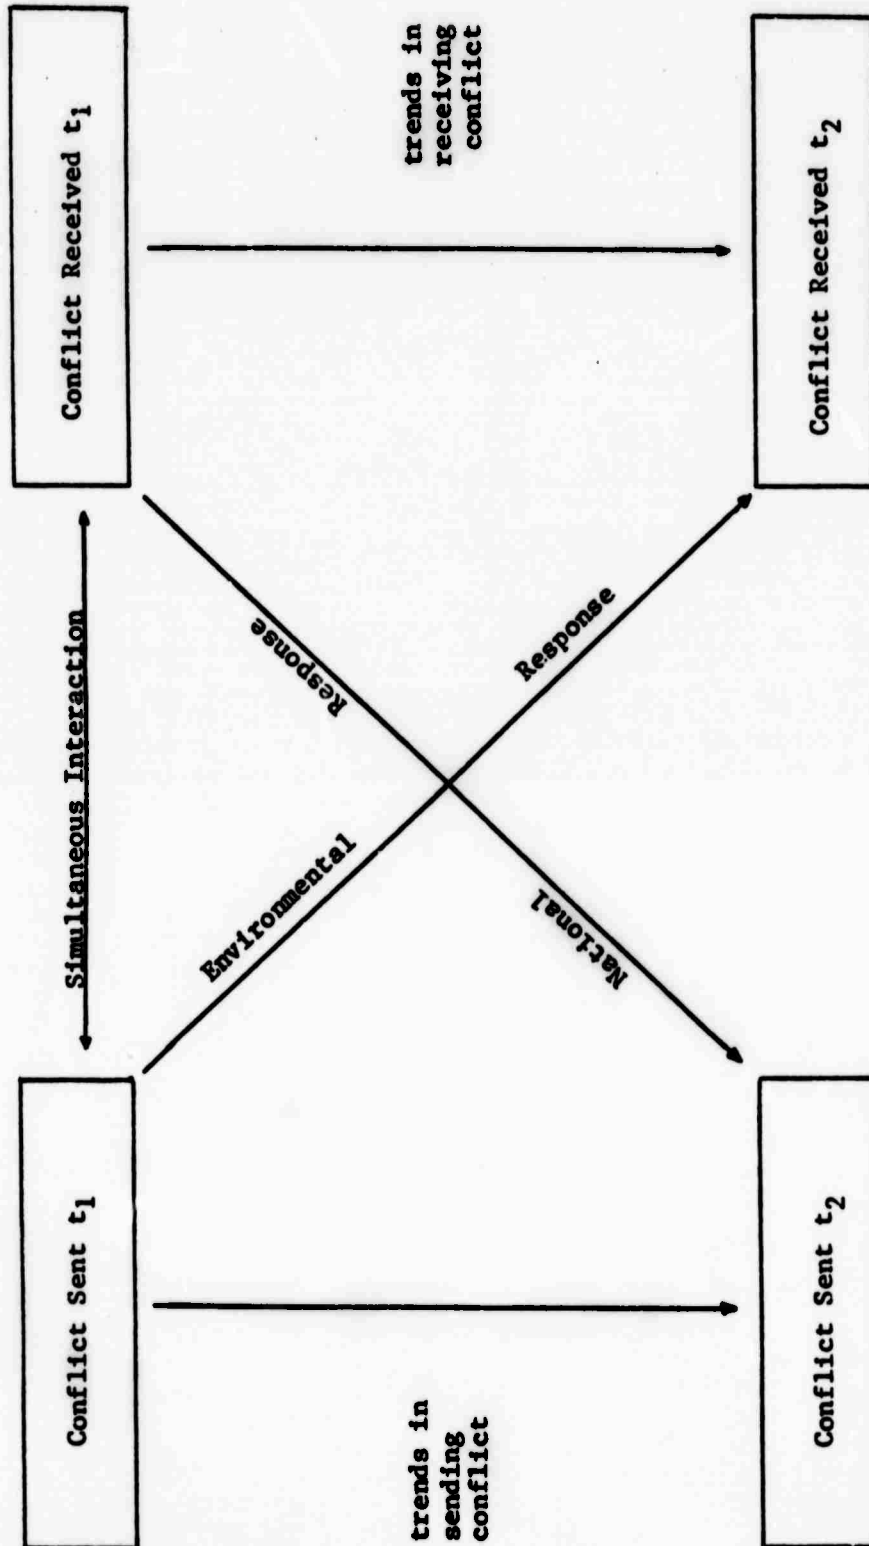 Conflict Sent t₁
Simultaneous Interaction
Conflict Received t₁
Environmental
Response
trends in
sending
conflict
trends in
receiving
conflict
National
Response
Conflict Sent t₂
Conflict Received t₂